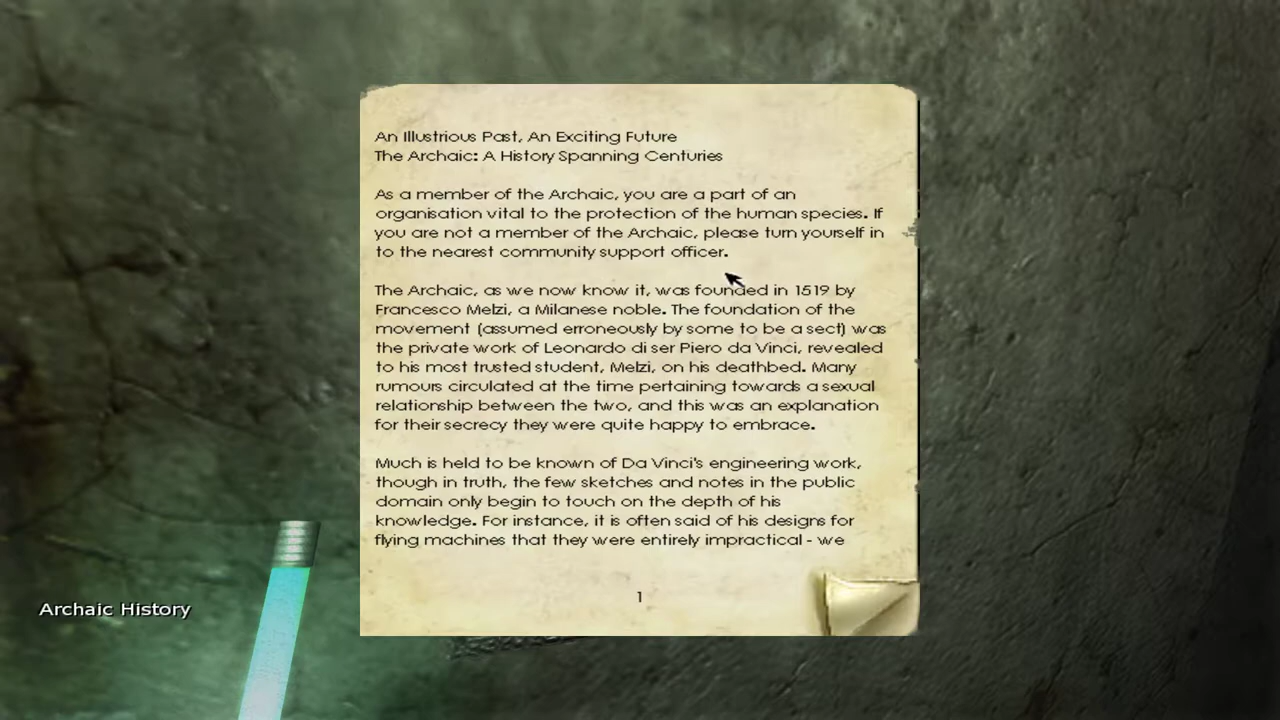 An Illustrious Past, An Exciting Future
The Archaic: A History Spanning Centuries
As a member of the Archaic, you are a part of an
organisation vital to the protection of the human species. If
you are not a member of the Archaic, please turn yourself in
to the nearest community support officer.
The Archaic, as we now know it, was founded in 1519 by
Francesco Melzi, a Milanese noble. The foundation of the
movement (assumed erroneously by some to be a sect) was
the private work of Leonardo di ser Piero da Vinci, revealed
to his most trusted student, Melzi, on his deathbed. Many
rumours circulated at the time pertaining towards a sexual
relationship between the two, and this was an explanation
for their secrecy they were quite happy to embrace.
Much is held to be known of Da Vinci's engineering work,
though in truth, the few sketches and notes in the public
domain only begin to touch on the depth of his
knowledge. For instance, it is often said of his designs for
flying machines that they were entirely impractical - we
1
Archaic History